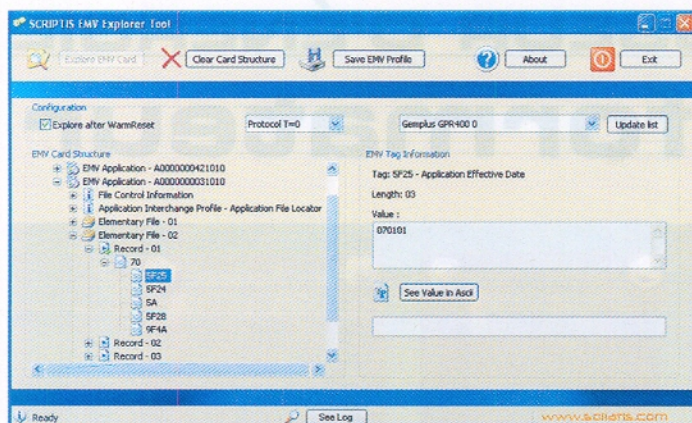 SCRIPTIS EMV Explorer Tool
Explore EMV Card
Clear Card Structure
Save EMV Profile
About
Exit
Configuration
Explore after WarmReset
Protocol T=0
Gemplus GPR400 0
Update list
EMV Card Structure
EMV Application - A0000000421010
EMV Application - A0000000031010
File Control Information
Application Interchange Profile - Application File Locator
Elementary File - 01
Elementary File - 02
Record - 01
70
5F25
5F24
5A
5F28
9F4A
Record - 02
Record - 03
EMV Tag Information
Tag: 5F25 - Application Effective Date
Length: 03
Value :
070101
See Value in Ascii
Ready
See Log